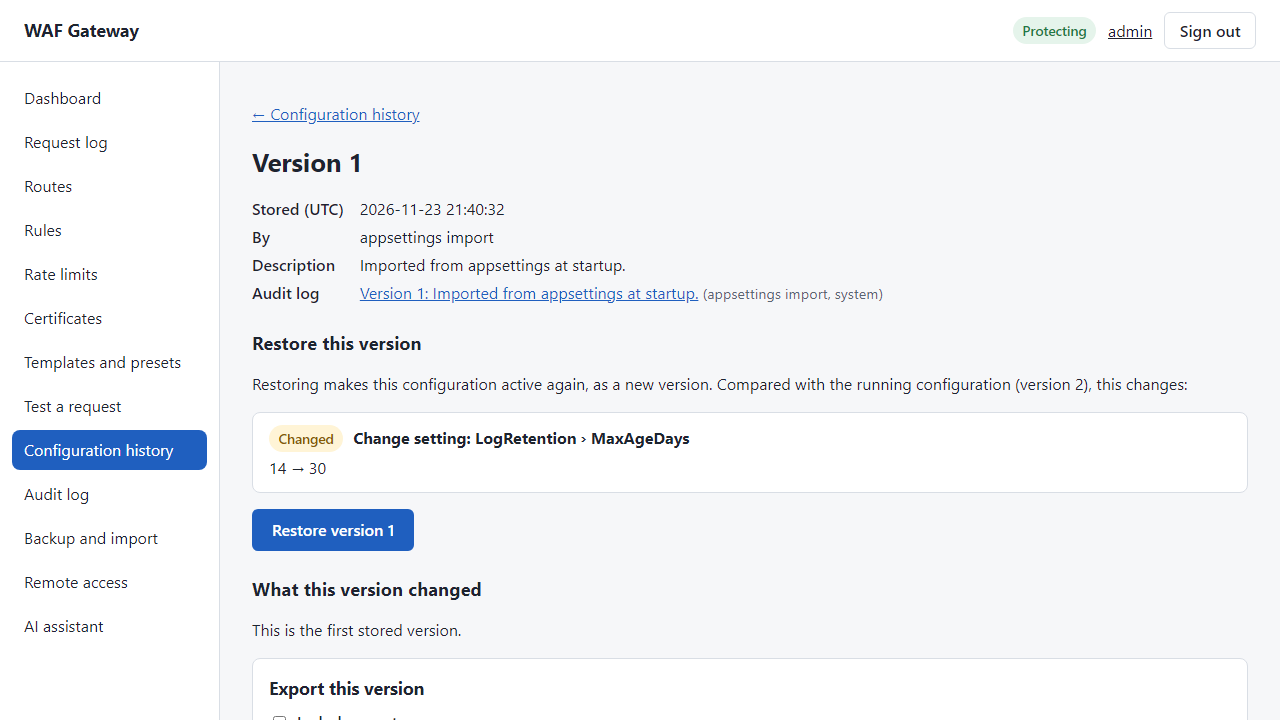 WAF Gateway
Protecting
admin
Sign out
Dashboard
Request log
Routes
Rules
Rate limits
Certificates
Templates and presets
Test a request
Configuration history
Audit log
Backup and import
Remote access
AI assistant
← Configuration history
Version 1
Stored (UTC) 2026-11-23 21:40:32
By appsettings import
Description Imported from appsettings at startup.
Audit log Version 1: Imported from appsettings at startup. (appsettings import, system)
Restore this version
Restoring makes this configuration active again, as a new version. Compared with the running configuration (version 2), this changes:
Changed Change setting: LogRetention › MaxAgeDays
14 → 30
Restore version 1
What this version changed
This is the first stored version.
Export this version